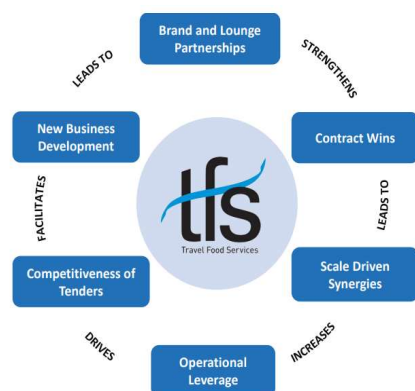 Brand and Lounge
Partnerships
STRENGTHENS
Contract Wins
LEADS TO
Scale Driven
Synergies
INCREASES
Operational
Leverage
DRIVES
Competitiveness of
Tenders
FACILITATES
New Business
Development
LEADS TO
tfs
Travel Food Services